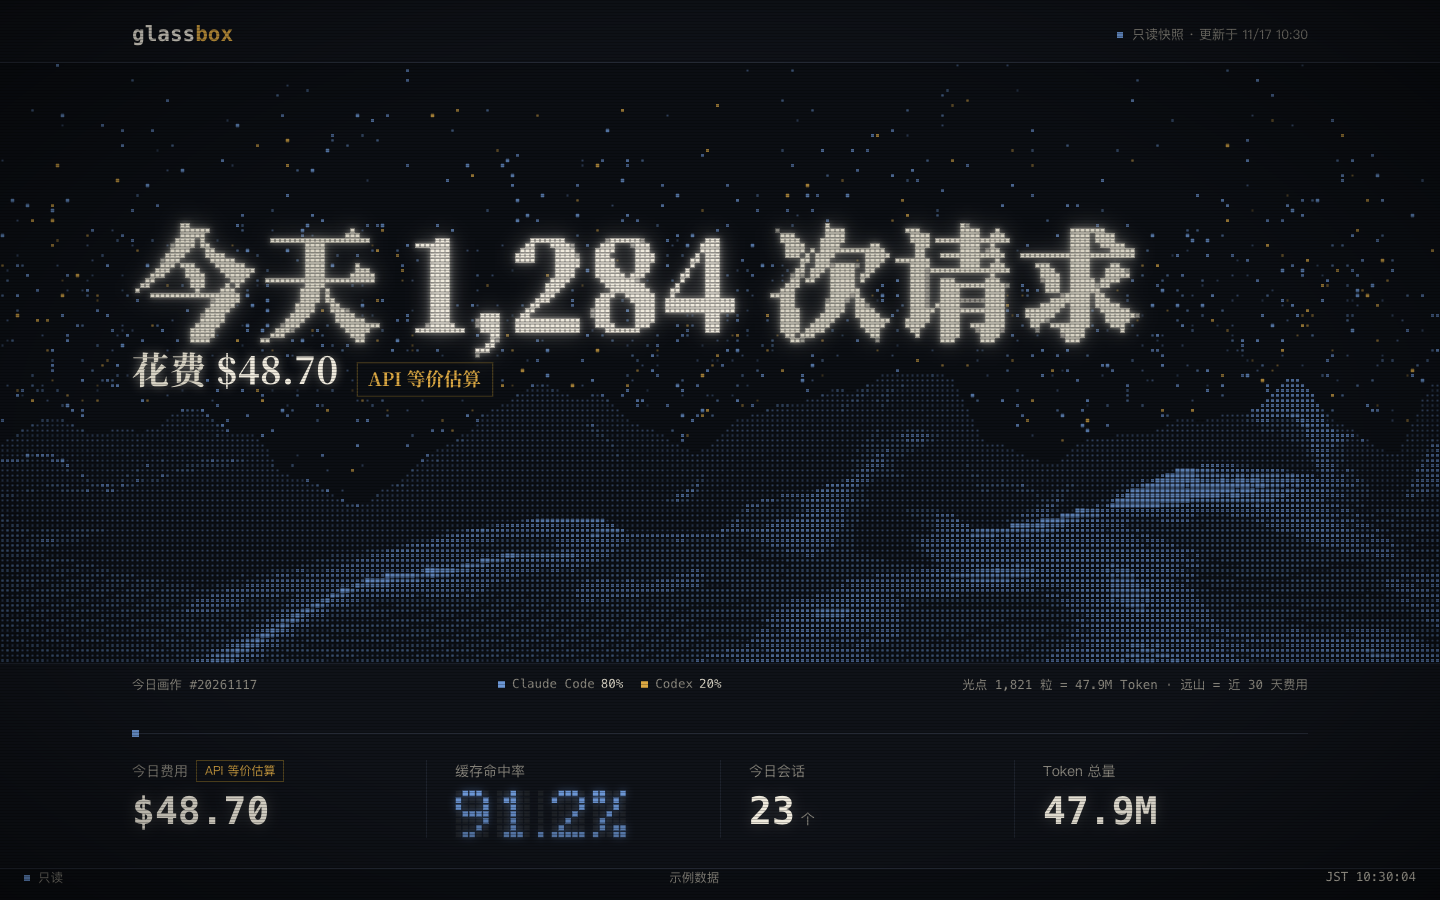 glassbox
只读快照 · 更新于 11/17 10:30
今天 1,284 次请求
花费 $48.70 API 等价估算
今日画作 #20261117
Claude Code 80% Codex 20%
光点 1,821 粒 = 47.9M Token · 远山 = 近 30 天费用
今日费用 API 等价估算
$48.70
缓存命中率
91.2%
今日会话
23 个
Token 总量
47.9M
只读
示例数据
JST 10:30:04